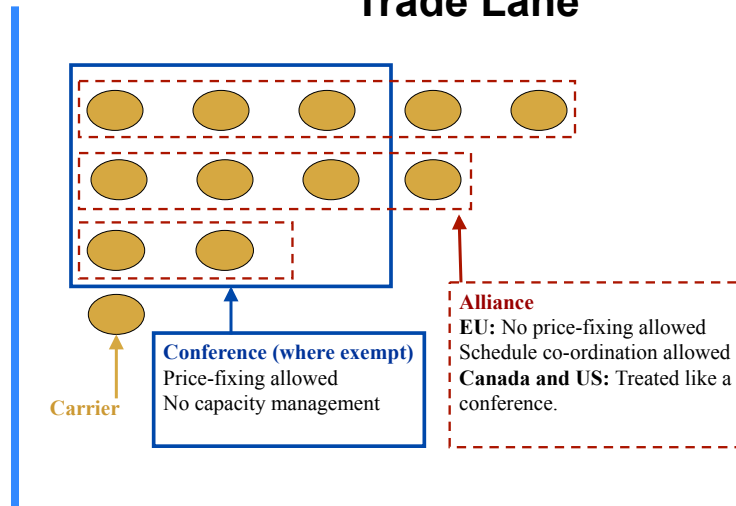 Trade Lane
Alliance
EU: No price-fixing allowed
Schedule co-ordination allowed
Canada and US: Treated like a
conference.
Conference (where exempt)
Price-fixing allowed
No capacity management
Carrier